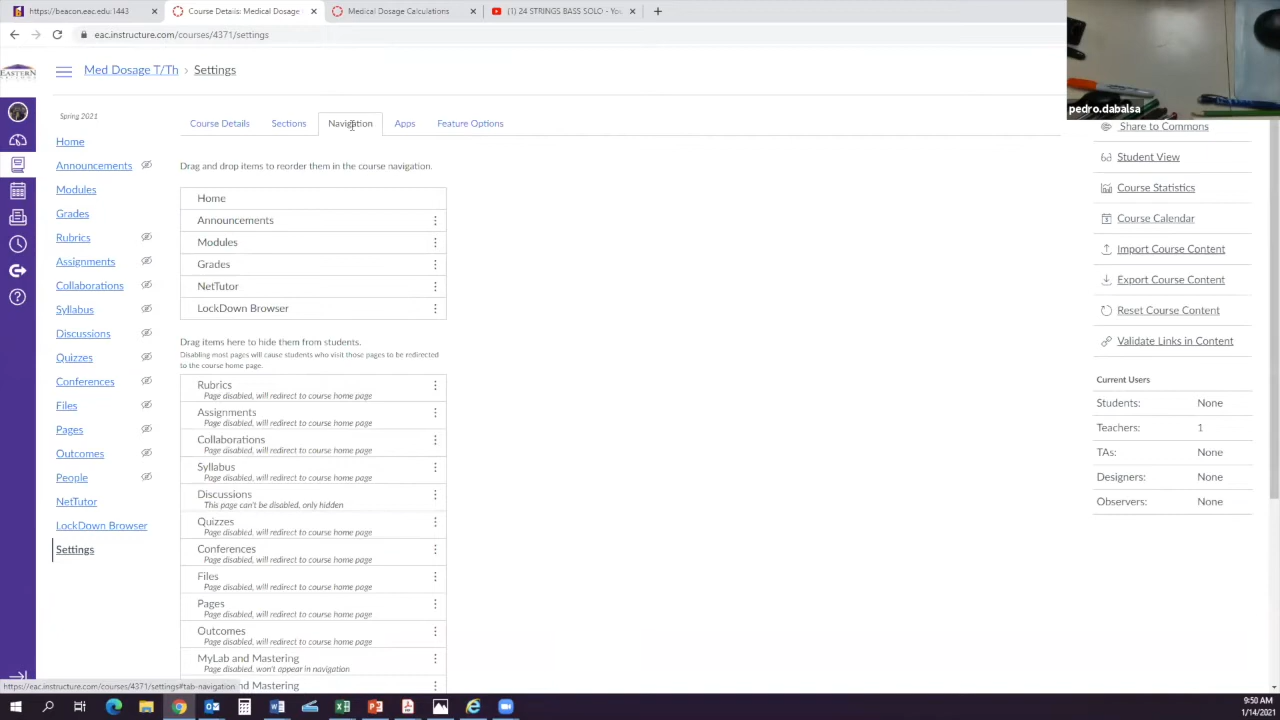 https://beacon.eac.edu:1443
Course Details: Medical Dosage
Medical Dosage Calculations
(1) 24 STRINGS BASS SOLO - You
eac.instructure.com/courses/4371/settings
pedro.dabalsa
EASTERN
Med Dosage T/Th
Settings
Spring 2021
Home
Announcements
Modules
Grades
Rubrics
Assignments
Collaborations
Syllabus
Discussions
Quizzes
Conferences
Files
Pages
Outcomes
People
NetTutor
LockDown Browser
Settings
Course Details
Sections
Navigation
Apps
Feature Options
Drag and drop items to reorder them in the course navigation.
Home
Announcements
Modules
Grades
NetTutor
LockDown Browser
Drag items here to hide them from students.
Disabling most pages will cause students who visit those pages to be redirected
to the course home page.
Rubrics
Page disabled, will redirect to course home page
Assignments
Page disabled, will redirect to course home page
Collaborations
Page disabled, will redirect to course home page
Syllabus
Page disabled, will redirect to course home page
Discussions
This page can't be disabled, only hidden
Quizzes
Page disabled, will redirect to course home page
Conferences
Page disabled, will redirect to course home page
Files
Page disabled, will redirect to course home page
Pages
Page disabled, will redirect to course home page
Outcomes
Page disabled, will redirect to course home page
MyLab and Mastering
Page disabled, won't appear in navigation
and Mastering
Share to Commons
Student View
Course Statistics
Course Calendar
Import Course Content
Export Course Content
Reset Course Content
Validate Links in Content
Current Users
Students: None
Teachers: 1
TAs: None
Designers: None
Observers: None
https://eac.instructure.com/courses/4371/settings#tab-navigation
9:50 AM
1/14/2021